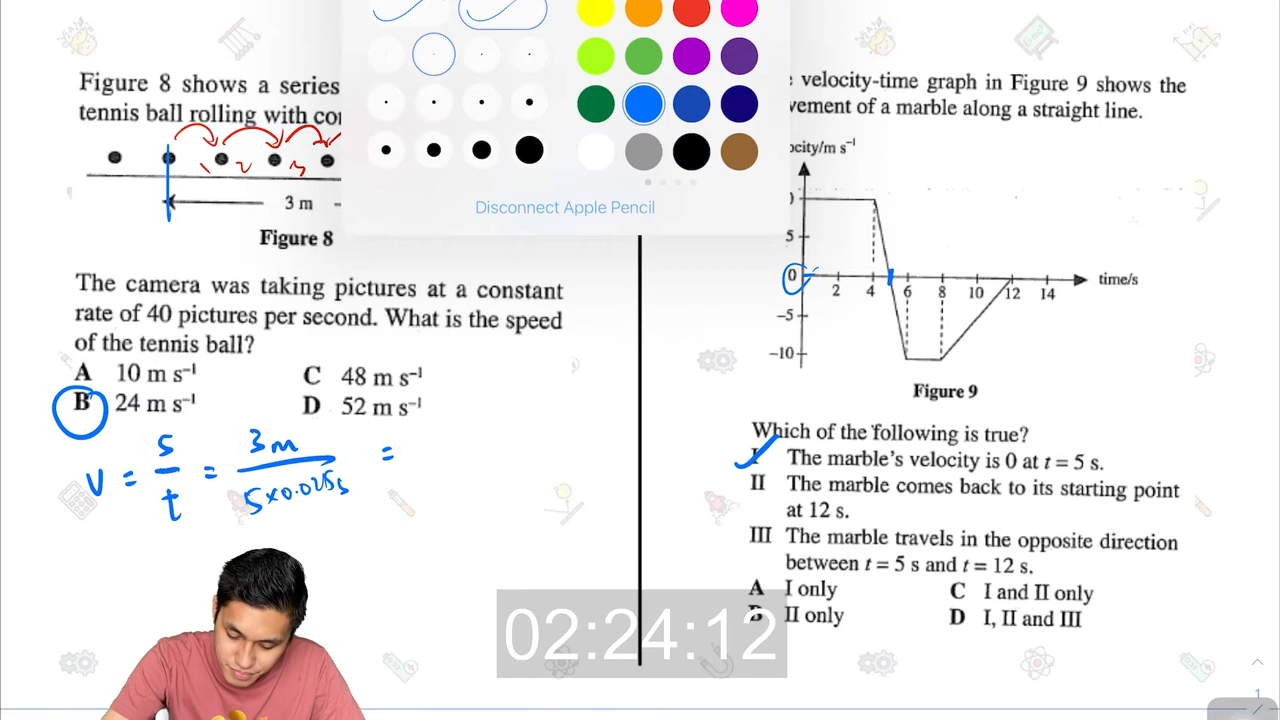 Figure 8 shows a series
tennis ball rolling with
1 2 3
3 m
Figure 8
The camera was taking pictures at a constant
rate of 40 pictures per second. What is the speed
of the tennis ball?
A 10 m s⁻¹ C 48 m s⁻¹
B 24 m s⁻¹ D 52 m s⁻¹
v = s/t = 3m / 5×0.025s =
Disconnect Apple Pencil
velocity-time graph in Figure 9 shows the
vement of a marble along a straight line.
ocity/m s⁻¹
5
0
-5
-10
2 4 6 8 10 12 14
time/s
Figure 9
Which of the following is true?
I The marble's velocity is 0 at t = 5 s.
II The marble comes back to its starting point
at 12 s.
III The marble travels in the opposite direction
between t = 5 s and t = 12 s.
A I only C I and II only
B II only D I, II and III
02:24:12
1